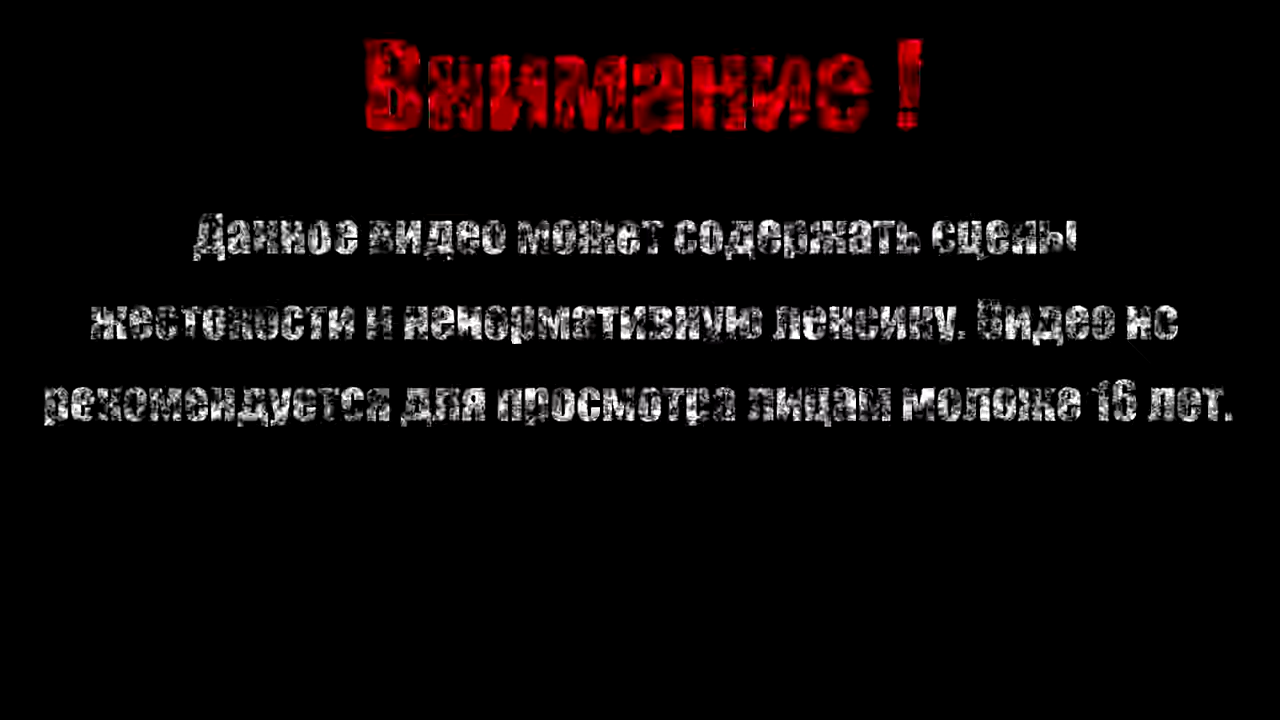 Внимание !
Данное видео может содержать сцены
жестокости и ненормативную лексику. Видео не
рекомендуется для просмотра лицам моложе 16 лет.